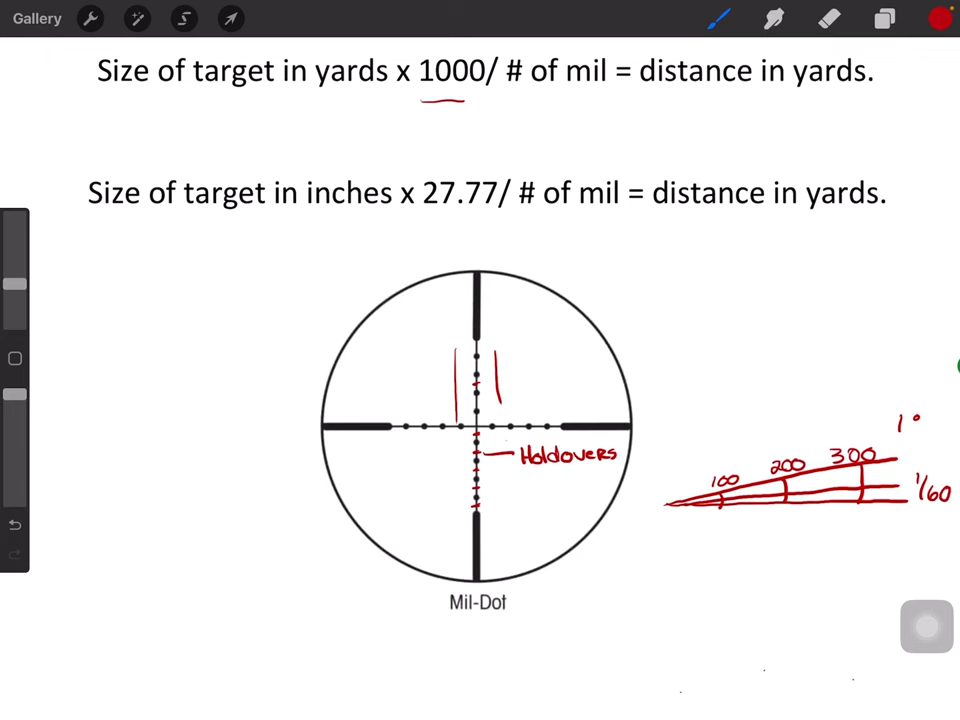 Gallery
Size of target in yards x 1000/ # of mil = distance in yards.
Size of target in inches x 27.77/ # of mil = distance in yards.
Holdovers
100
200
300
1°
1/60
Mil-Dot